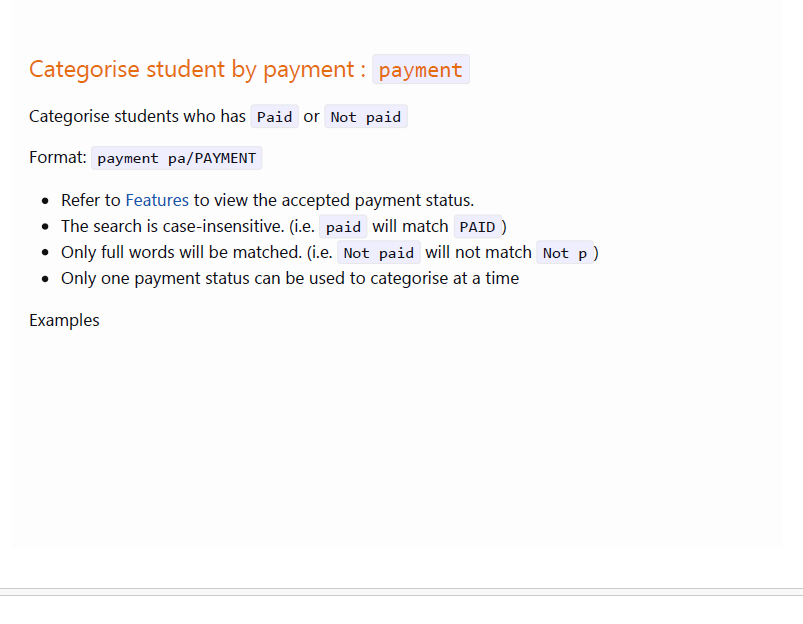 Categorise student by payment : payment
Categorise students who has Paid or Not paid
Format: payment pa/PAYMENT
• Refer to Features to view the accepted payment status.
• The search is case-insensitive. (i.e. paid will match PAID )
• Only full words will be matched. (i.e. Not paid will not match Not p )
• Only one payment status can be used to categorise at a time
Examples